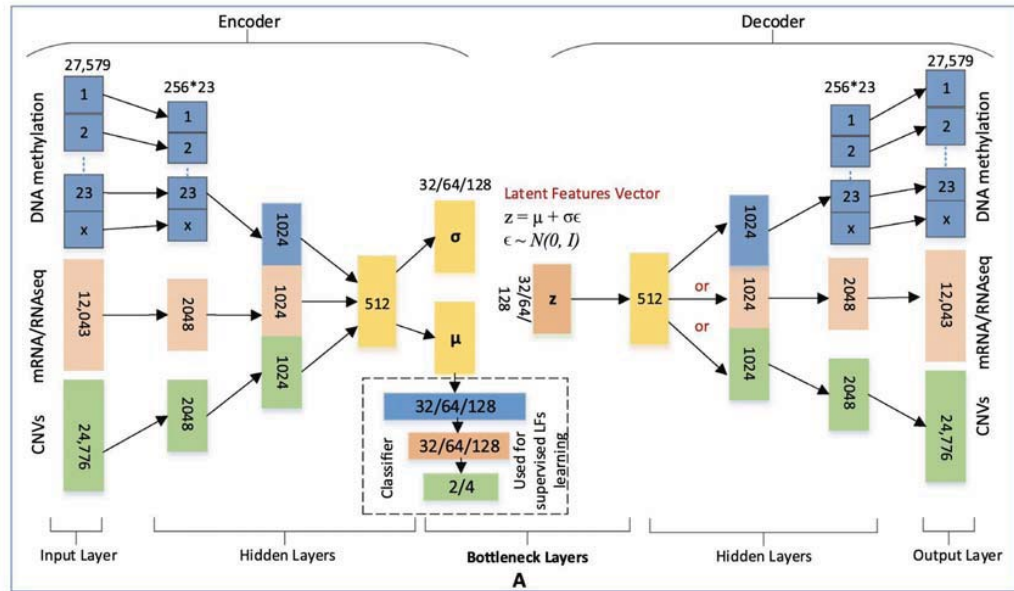 Encoder
Decoder
27,579
256*23
DNA methylation
1
2
23
x
1
2
23
x
mRNA/RNAseq
12,043
2048
CNVs
24,776
2048
1024
1024
1024
512
32/64/128
σ
μ
Latent Features Vector
z = μ + σϵ
ϵ ~ N(0, I)
32/64/
128
z
512
or
or
1024
1024
1024
256*23
27,579
1
2
23
x
1
2
23
x
DNA methylation
2048
12,043
mRNA/RNAseq
2048
24,776
CNVs
32/64/128
32/64/128
2/4
Classifier
Used for
supervised LFs
learning
Input Layer
Hidden Layers
Bottleneck Layers
Hidden Layers
Output Layer
A